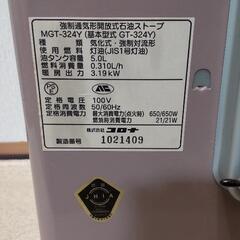 強制通気形開放式石油ストーブ
MGT-324Y (基本型式 GT-324Y)
種類 気化式・強制対流形
使用燃料 灯油(JIS1号灯油)
油タンク容量 5.0L
燃料消費量 0.310L/h
暖房出力 3.19kW
定格電圧 100V
定格周波数 50/60Hz
定格消費電力 最大消費電力(点火時) 650/650W
燃焼時消費電力 21/21W
株式会社 コロナ
製造番号 1021409
JHIA